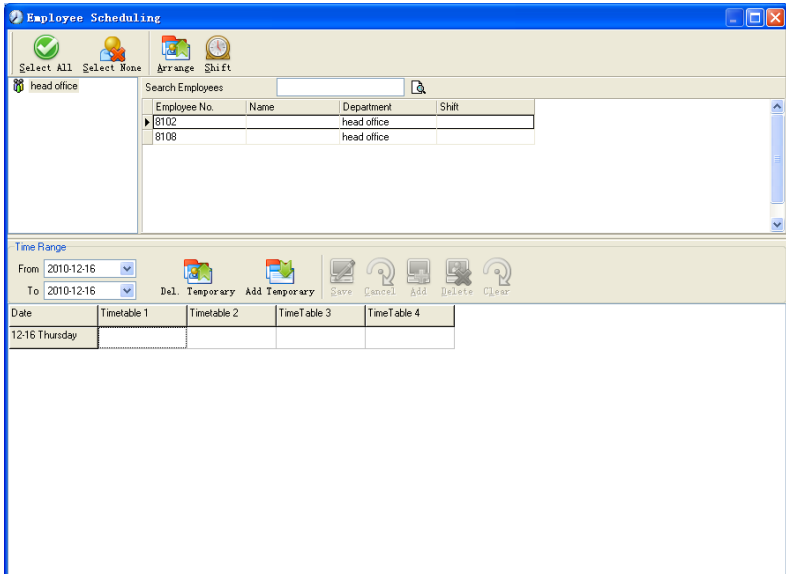 Employee Scheduling
Select All Select None Arrange Shift
head office
Search Employees
Employee No. Name Department Shift
8102 head office
8108 head office
Time Range
From 2010-12-16
To 2010-12-16
Del. Temporary Add Temporary Save Cancel Add Delete Clear
Date Timetable 1 Timetable 2 TimeTable 3 TimeTable 4
12-16 Thursday